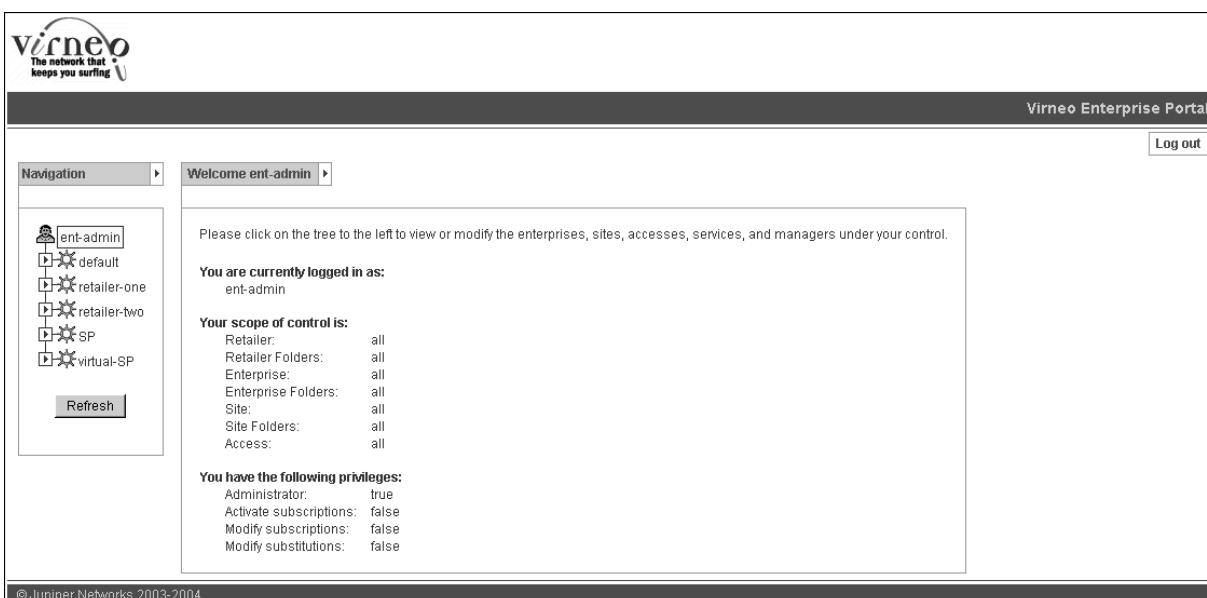 Virneo
The network that
keeps you surfing
Virneo Enterprise Portal
Log out
Navigation
Welcome ent-admin
ent-admin
default
retailer-one
retailer-two
SP
virtual-SP
Refresh
Please click on the tree to the left to view or modify the enterprises, sites, accesses, services, and managers under your control.
You are currently logged in as:
ent-admin
Your scope of control is:
Retailer: all
Retailer Folders: all
Enterprise: all
Enterprise Folders: all
Site: all
Site Folders: all
Access: all
You have the following privileges:
Administrator: true
Activate subscriptions: false
Modify subscriptions: false
Modify substitutions: false
© Juniper Networks 2003-2004